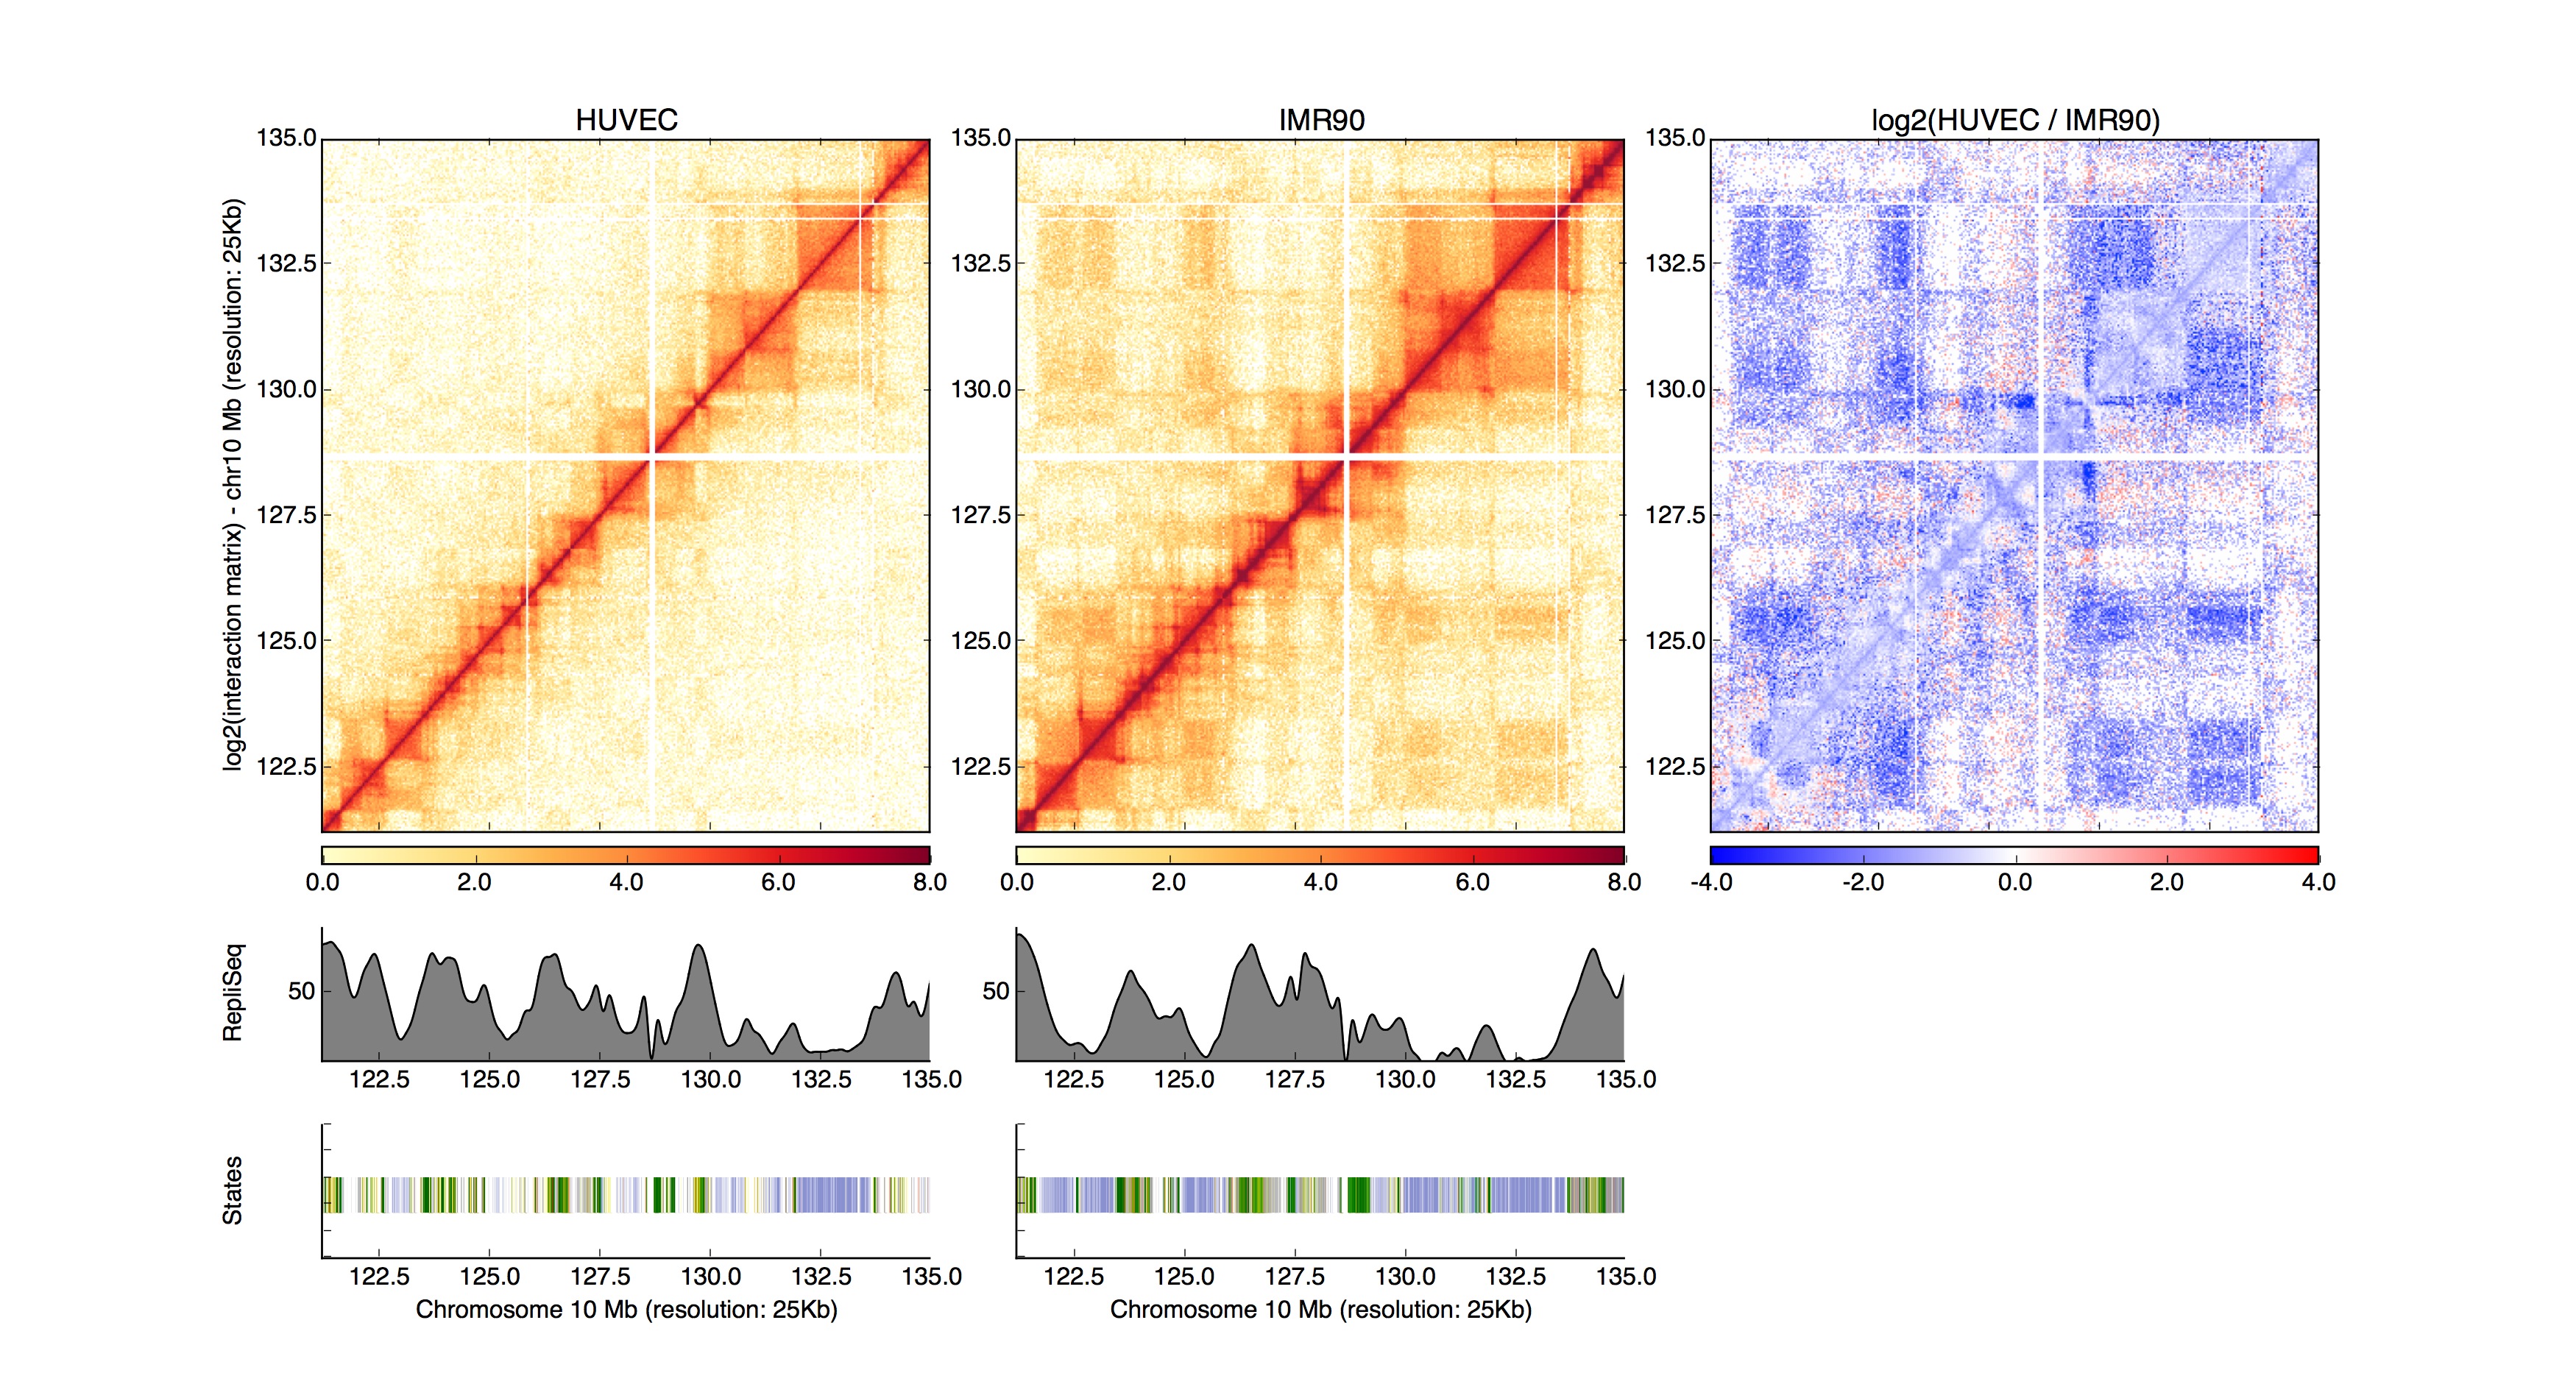 HUVEC
IMR90
log2(HUVEC / IMR90)
log2(interaction matrix) - chr10 Mb (resolution: 25Kb)
135.0
132.5
130.0
127.5
125.0
122.5
135.0
132.5
130.0
127.5
125.0
122.5
135.0
132.5
130.0
127.5
125.0
122.5
0.0 2.0 4.0 6.0 8.0
0.0 2.0 4.0 6.0 8.0
-4.0 -2.0 0.0 2.0 4.0
RepliSeq
50
50
122.5 125.0 127.5 130.0 132.5 135.0
122.5 125.0 127.5 130.0 132.5 135.0
States
122.5 125.0 127.5 130.0 132.5 135.0
122.5 125.0 127.5 130.0 132.5 135.0
Chromosome 10 Mb (resolution: 25Kb)
Chromosome 10 Mb (resolution: 25Kb)